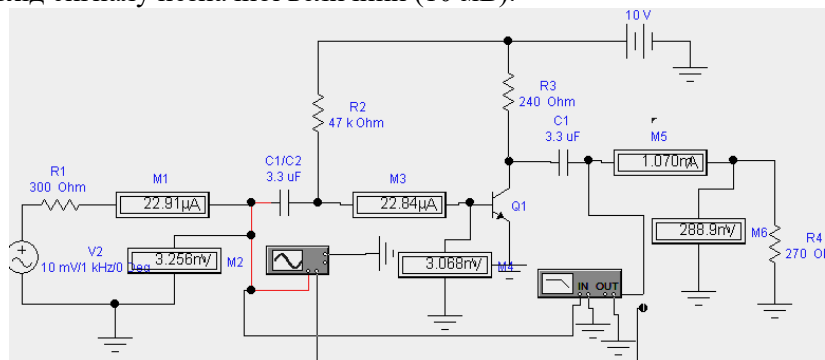 10 V
R3
240 Ohm
R2
47 k Ohm
C1
3.3 uF
M5
1.070mA
R1
300 Ohm
M1
22.91µA
C1/C2
3.3 uF
M3
22.84µA
Q1
V2
10 mV/1 kHz/0 Deg
3.256mV
M2
3.068mV
M4
288.9mV
M6
R4
270 O
IN OUT